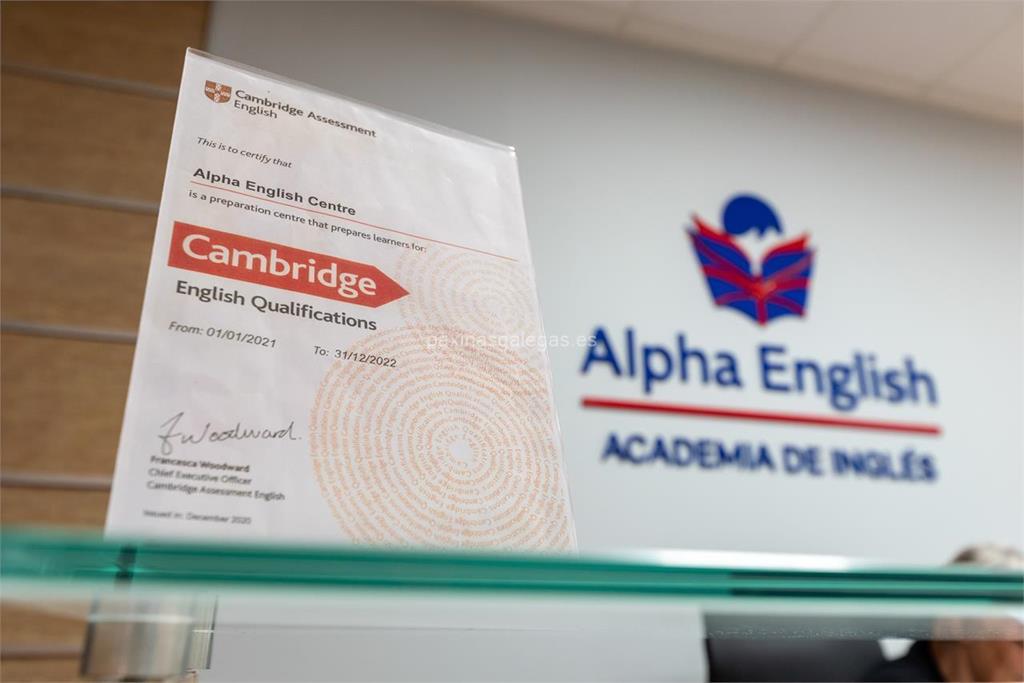 Cambridge Assessment
English
This is to certify that
Alpha English Centre
is a preparation centre that prepares learners for:
Cambridge
English Qualifications
From: 01/01/2021
To: 31/12/2022
FWoodward.
Francesca Woodward
Chief Executive Officer
Cambridge Assessment English
Issued in: December 2020
paxinasgalegas.es
Alpha English
ACADEMIA DE INGLÉS